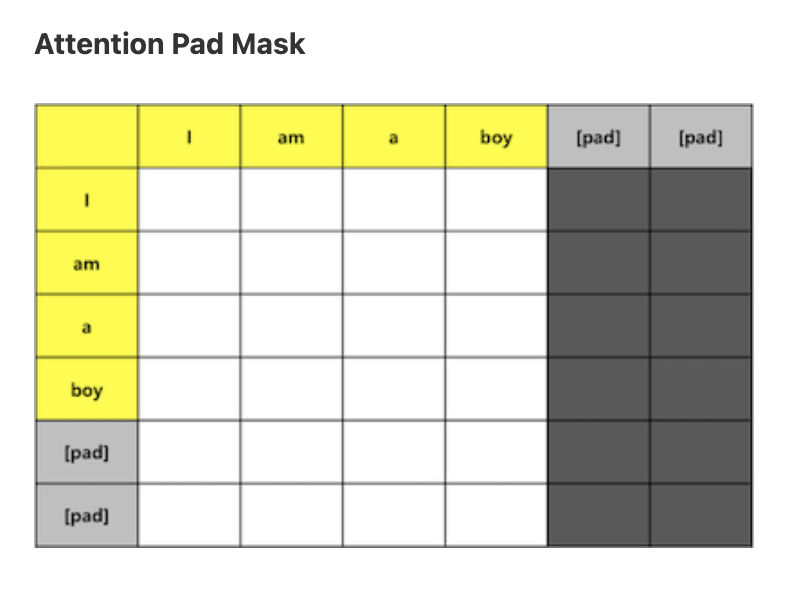 Attention Pad Mask
I am a boy [pad] [pad]
I
am
a
boy
[pad]
[pad]